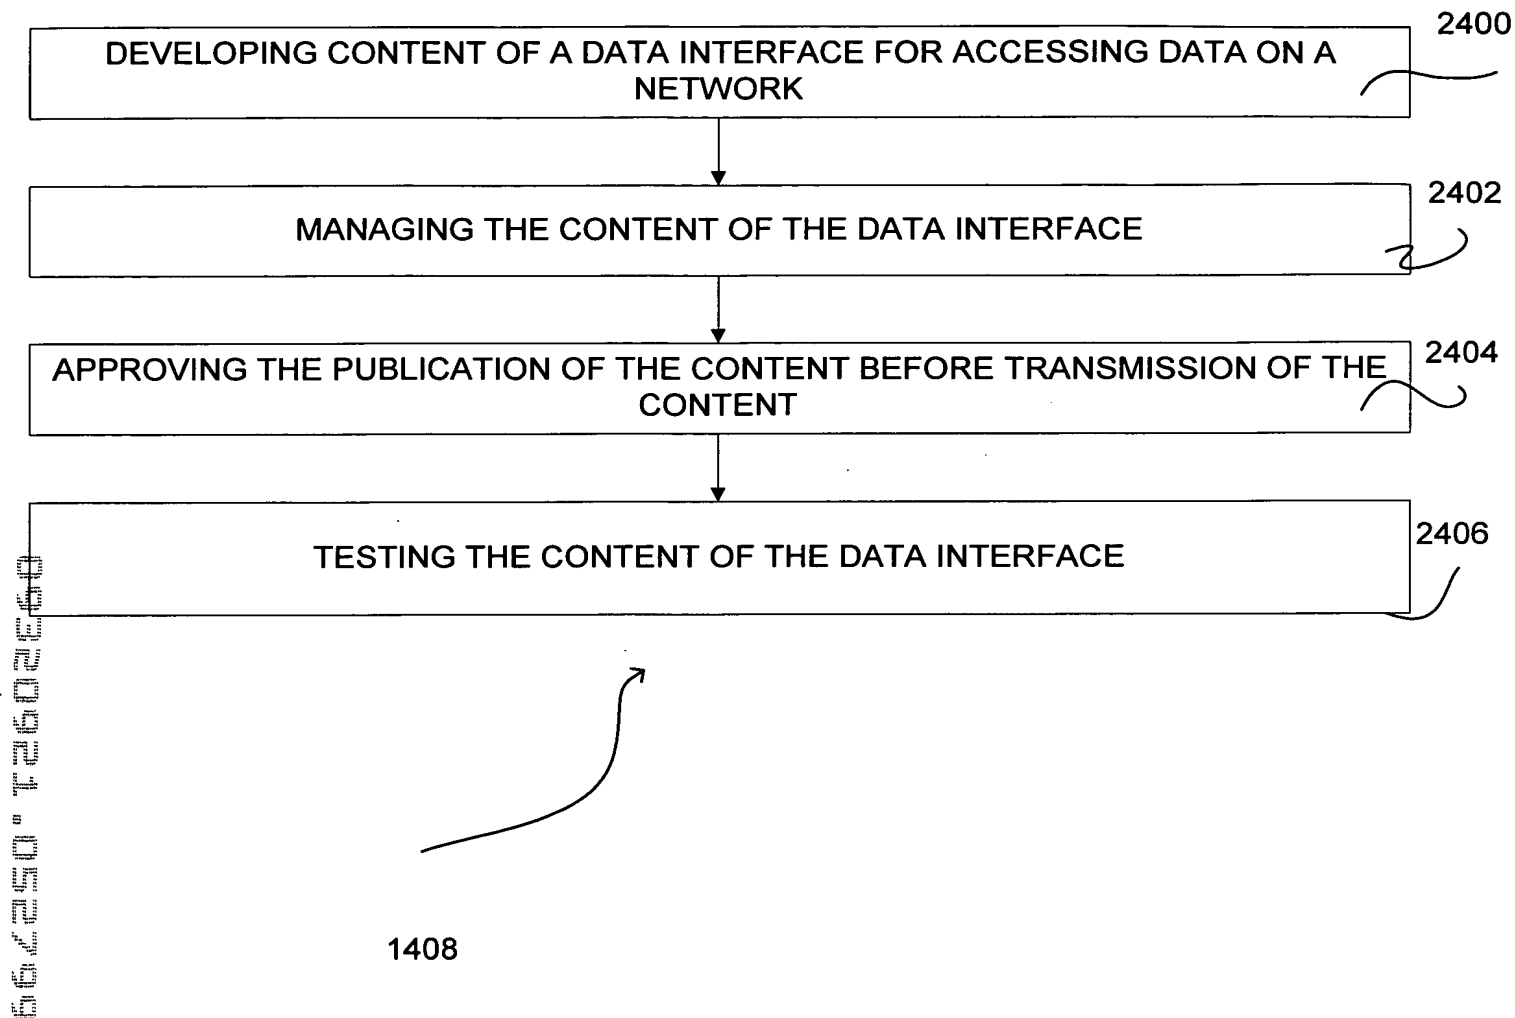 2400
DEVELOPING CONTENT OF A DATA INTERFACE FOR ACCESSING DATA ON A
NETWORK
2402
MANAGING THE CONTENT OF THE DATA INTERFACE
2404
APPROVING THE PUBLICATION OF THE CONTENT BEFORE TRANSMISSION OF THE
CONTENT
2406
TESTING THE CONTENT OF THE DATA INTERFACE
1408
09320921.052799